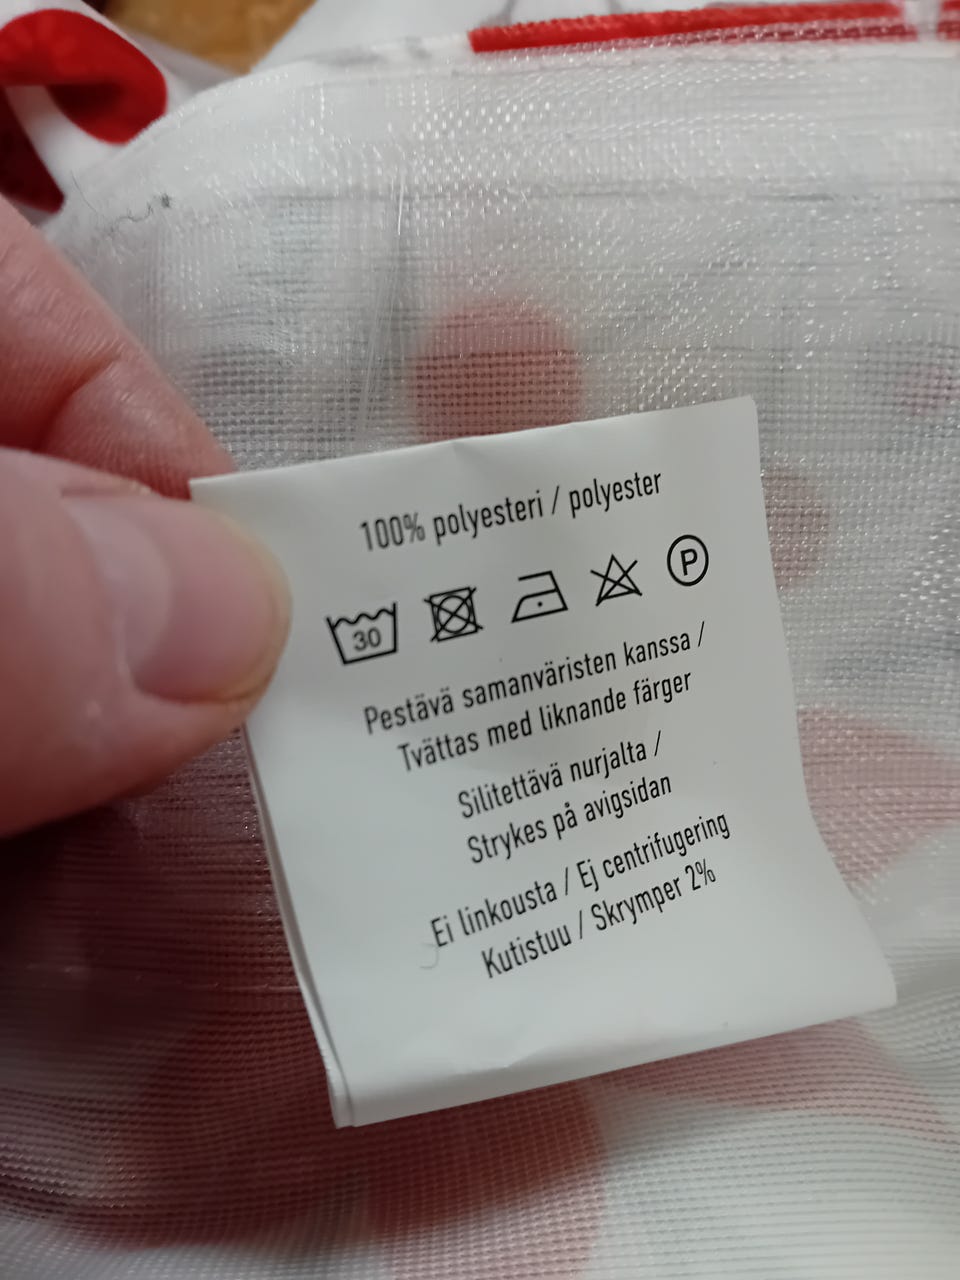 100% polyesteri / polyester
30 P
Pestävä samanväristen kanssa /
Tvättas med liknande färger
Silitettävä nurjalta /
Strykes på avigsidan
Ei linkousta / Ej centrifugering
Kutistuu / Skrymper 2%